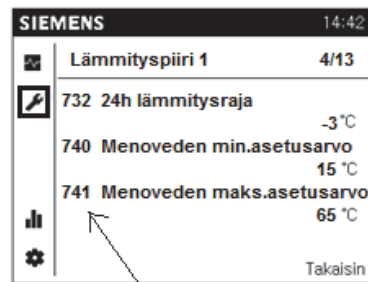 SIEMENS 14:42
Lämmityspiiri 1 4/13
732 24h lämmitysraja
-3°C
740 Menoveden min.asetusarvo
15 °C
741 Menoveden maks.asetusarvo
65 °C
Takaisin